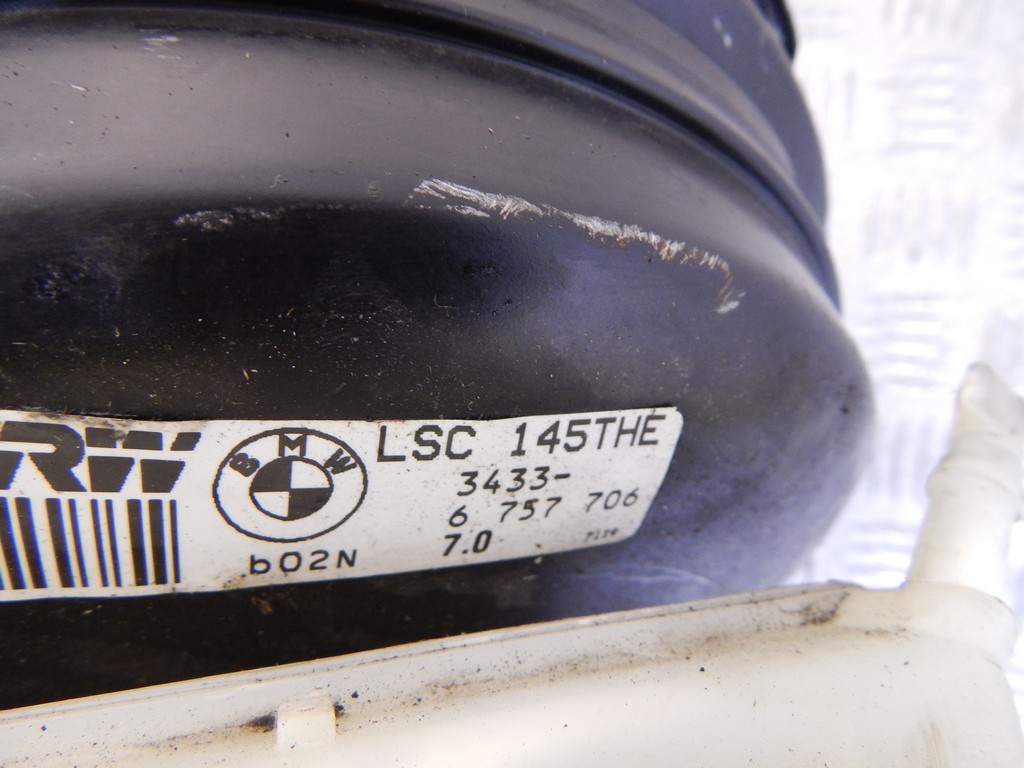 RW
BMW
LSC 145THE
3433-
6 757 706
7.0
b02N